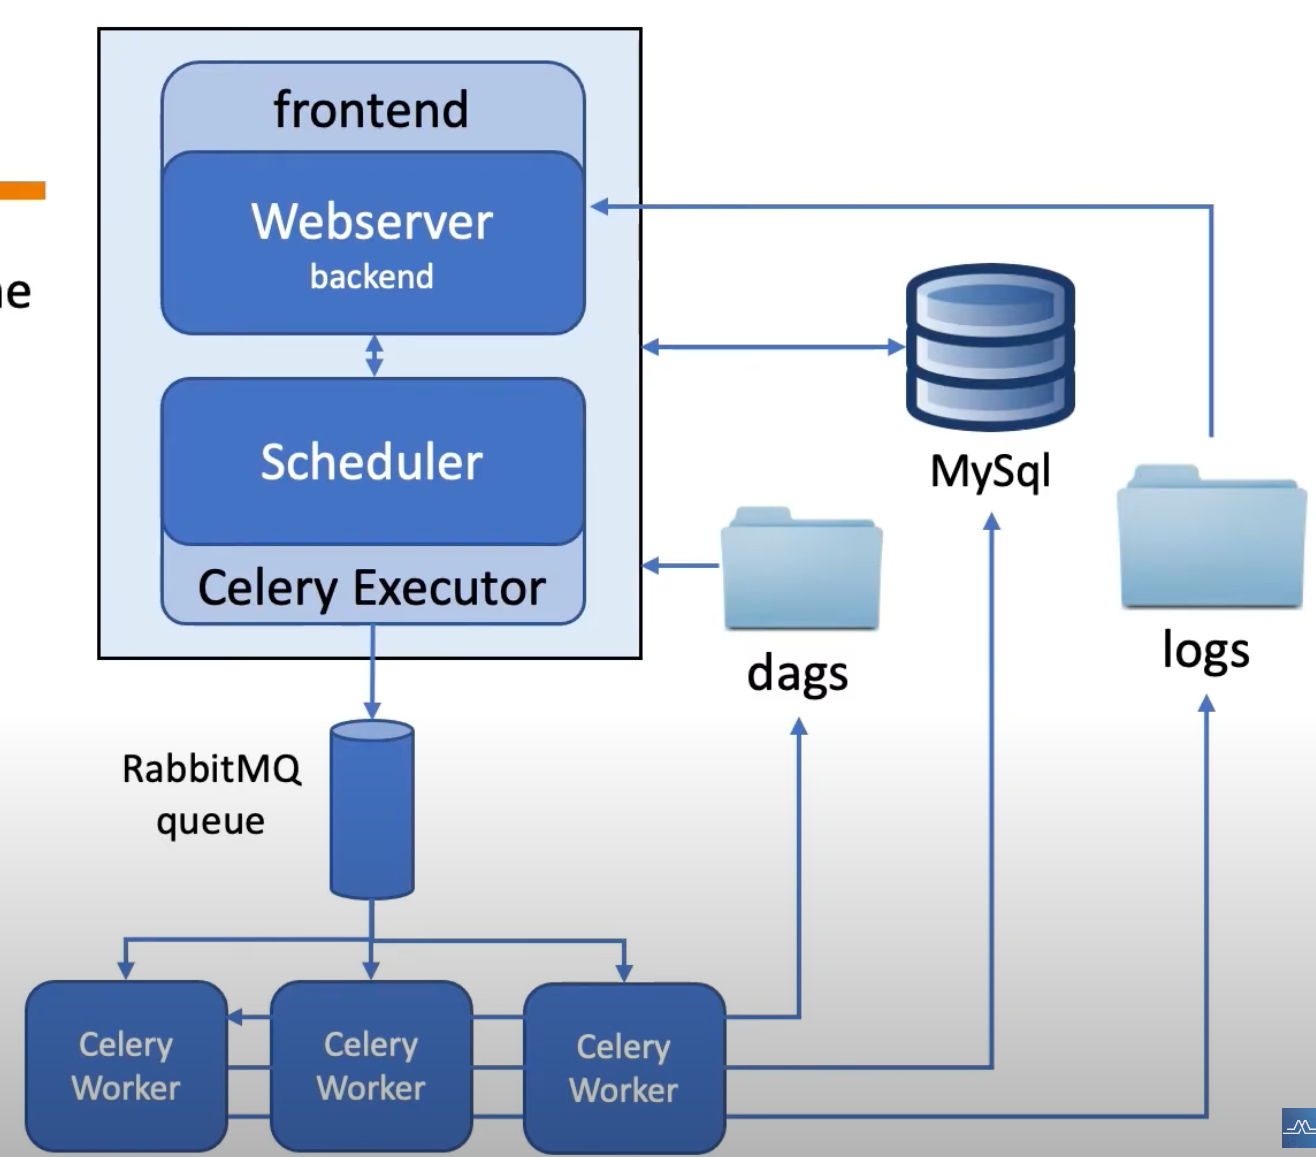 frontend
Webserver
backend
Scheduler
MySql
Celery Executor
logs
dags
RabbitMQ
queue
Celery
Worker
Celery
Worker
Celery
Worker